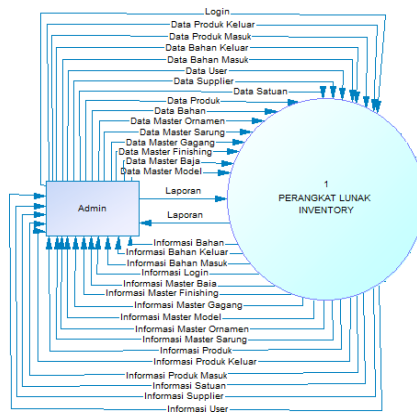 Login
Data Produk Keluar
Data Produk Masuk
Data Bahan Keluar
Data Bahan Masuk
Data User
Data Supplier
Data Satuan
Data Produk
Data Bahan
Data Master Ornamen
Data Master Sarung
Data Master Gagang
Data Master Finishing
Data Master Baja
Data Master Model
Admin
Laporan
Laporan
1
PERANGKAT LUNAK
INVENTORY
Informasi Bahan
Informasi Bahan Keluar
Informasi Bahan Masuk
Informasi Login
Informasi Master Baja
Informasi Master Finishing
Informasi Master Gagang
Informasi Master Model
Informasi Master Ornamen
Informasi Master Sarung
Informasi Produk
Informasi Produk Keluar
Informasi Produk Masuk
Informasi Satuan
Informasi Supplier
Informasi User